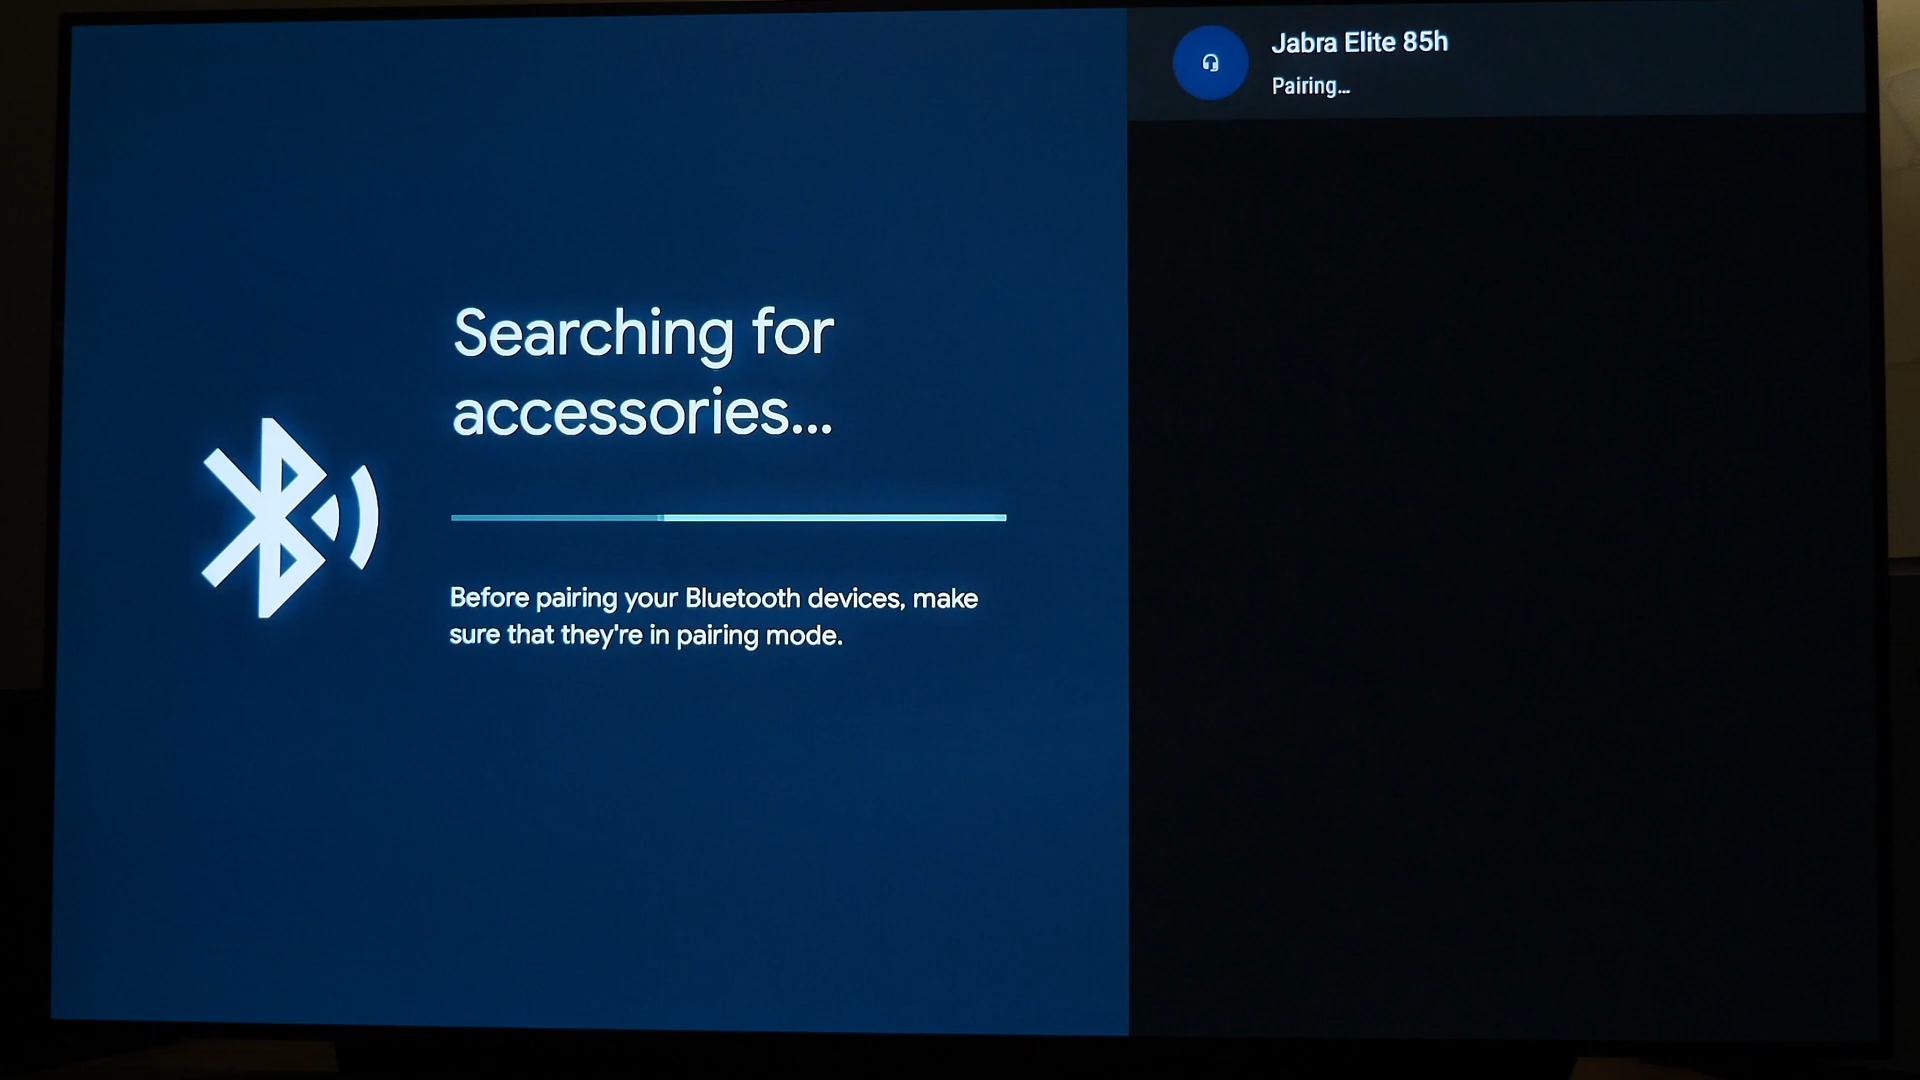 Searching for
accessories...
Before pairing your Bluetooth devices, make
sure that they're in pairing mode.
Jabra Elite 85h
Pairing...